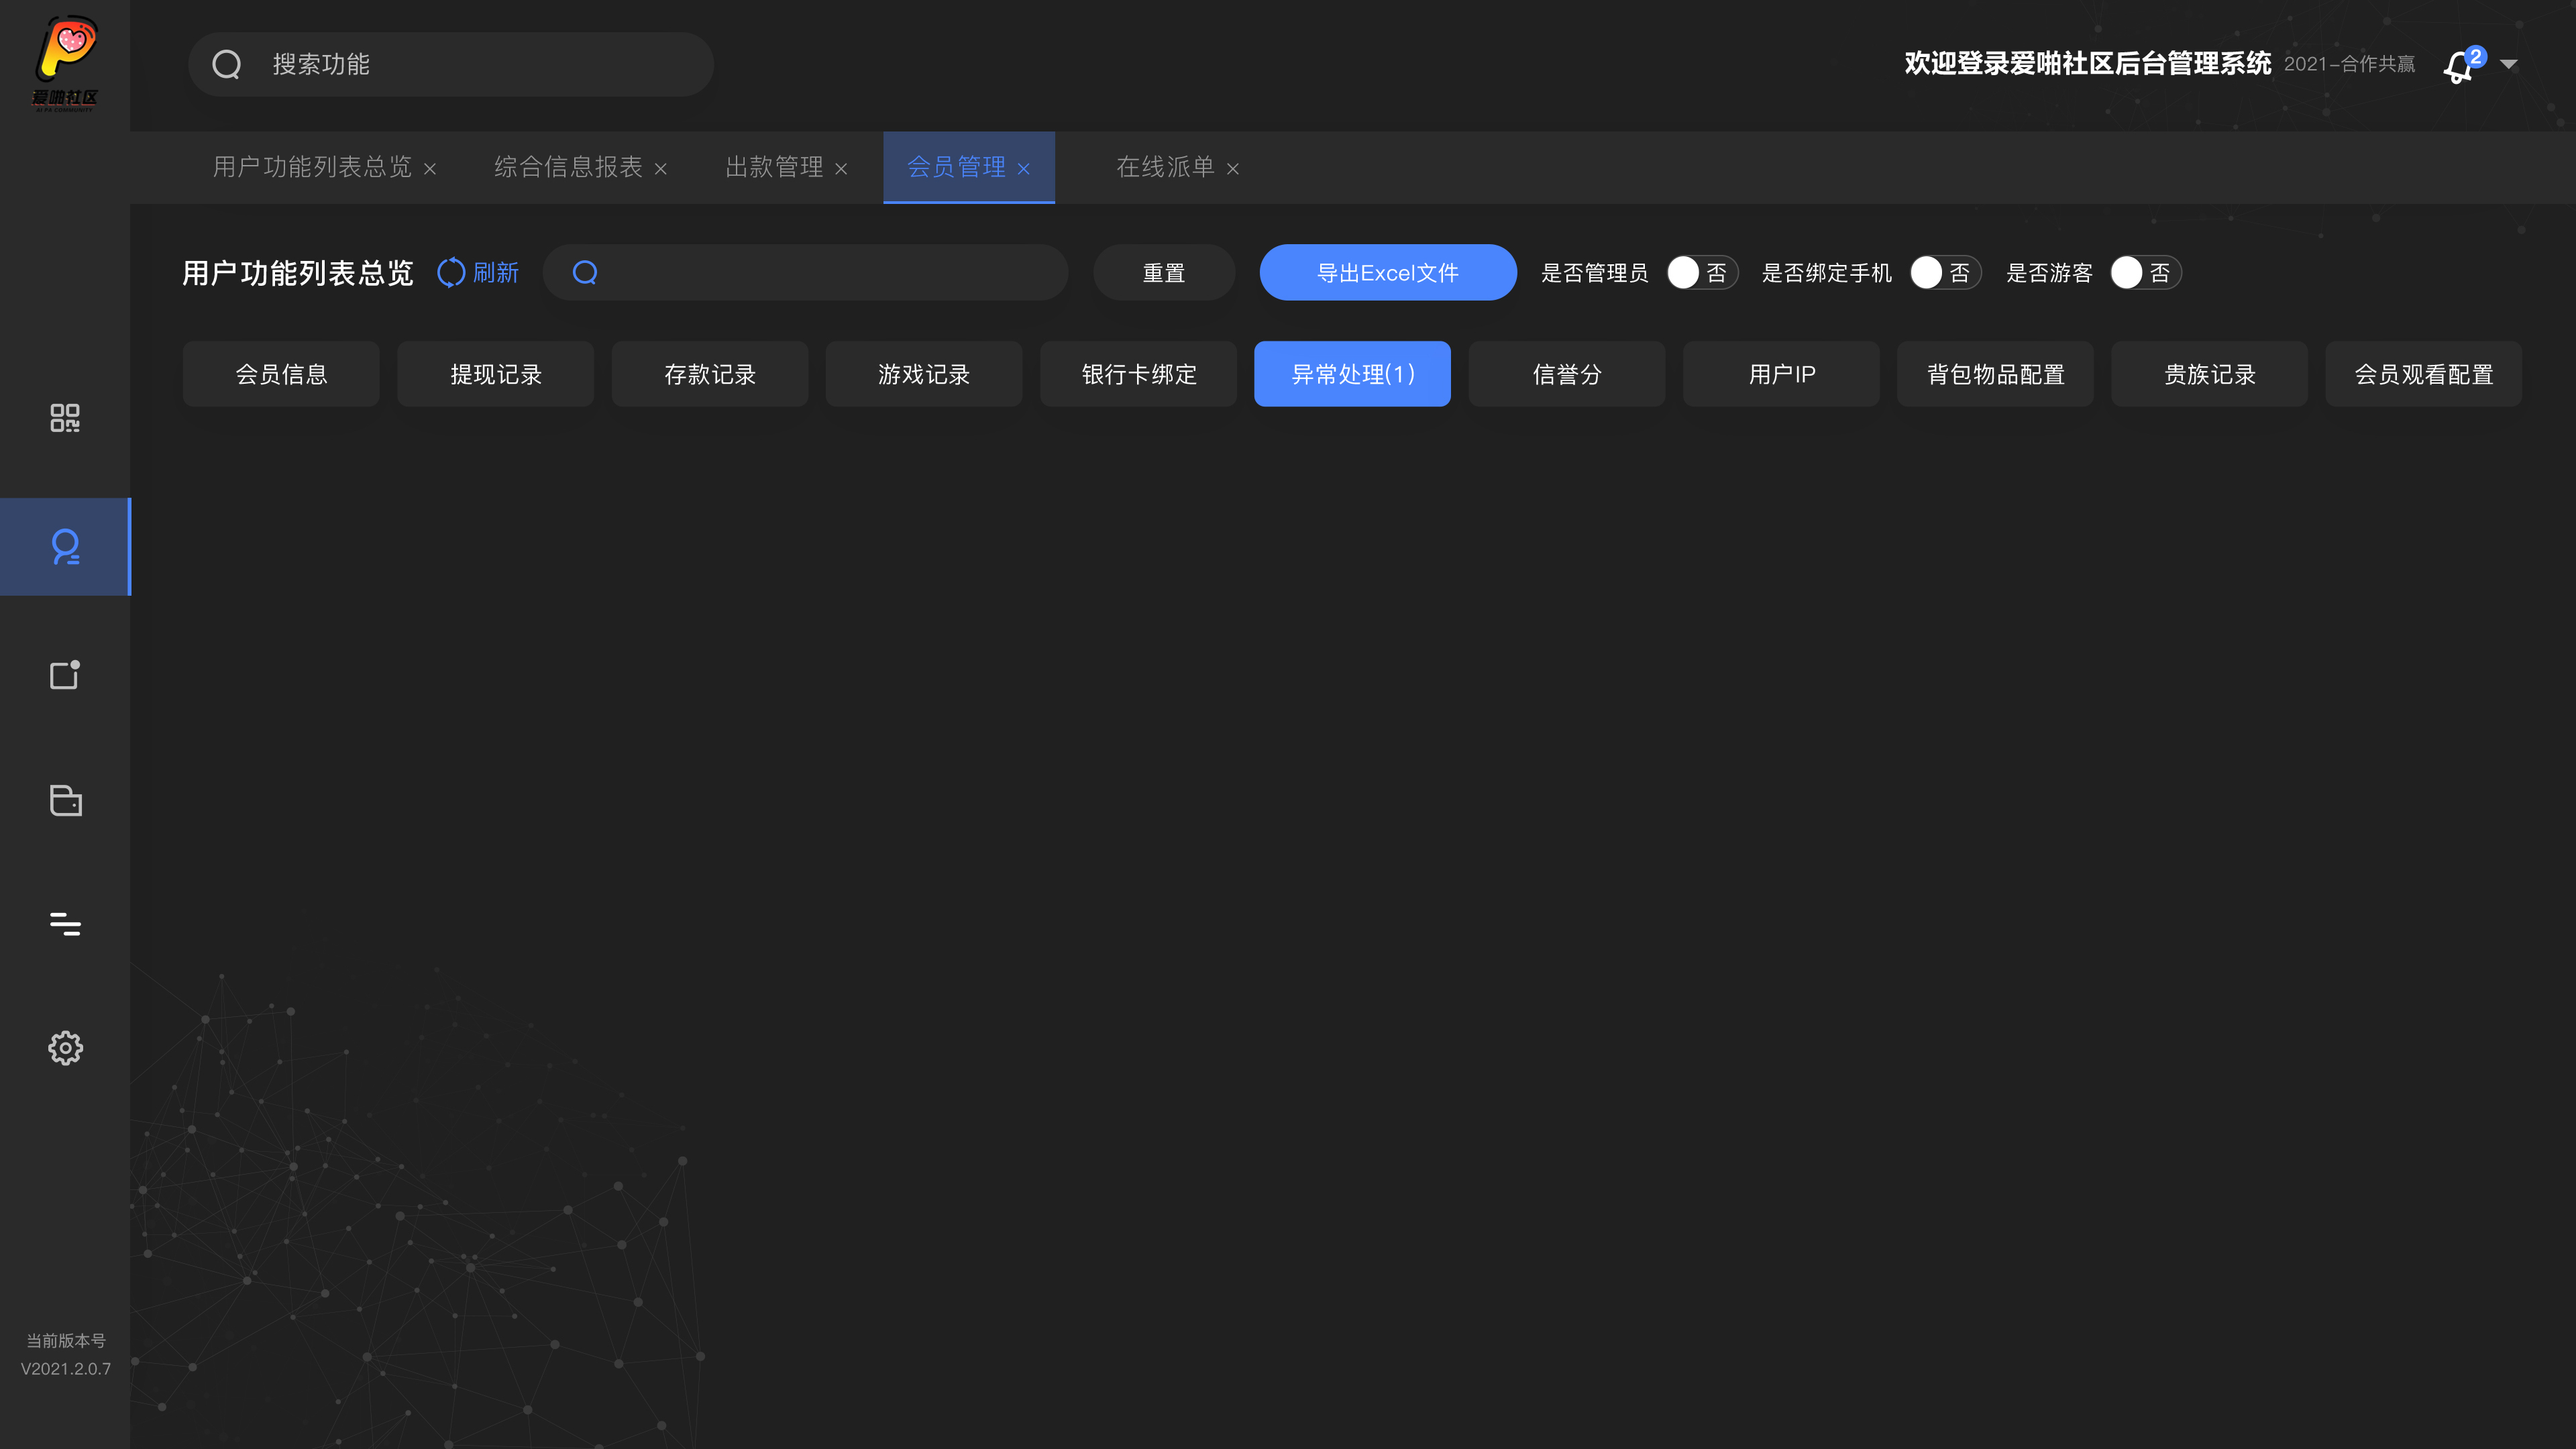 爱啪社区
搜索功能
欢迎登录爱啪社区后台管理系统 2021-合作共赢 2
用户功能列表总览 × 综合信息报表 × 出款管理 × 会员管理 × 在线派单 ×
用户功能列表总览 刷新 重置 导出Excel文件 是否管理员 否 是否绑定手机 否 是否游客 否
会员信息 提现记录 存款记录 游戏记录 银行卡绑定 异常处理(1) 信誉分 用户IP 背包物品配置 贵族记录 会员观看配置
当前版本号
V2021.2.0.7